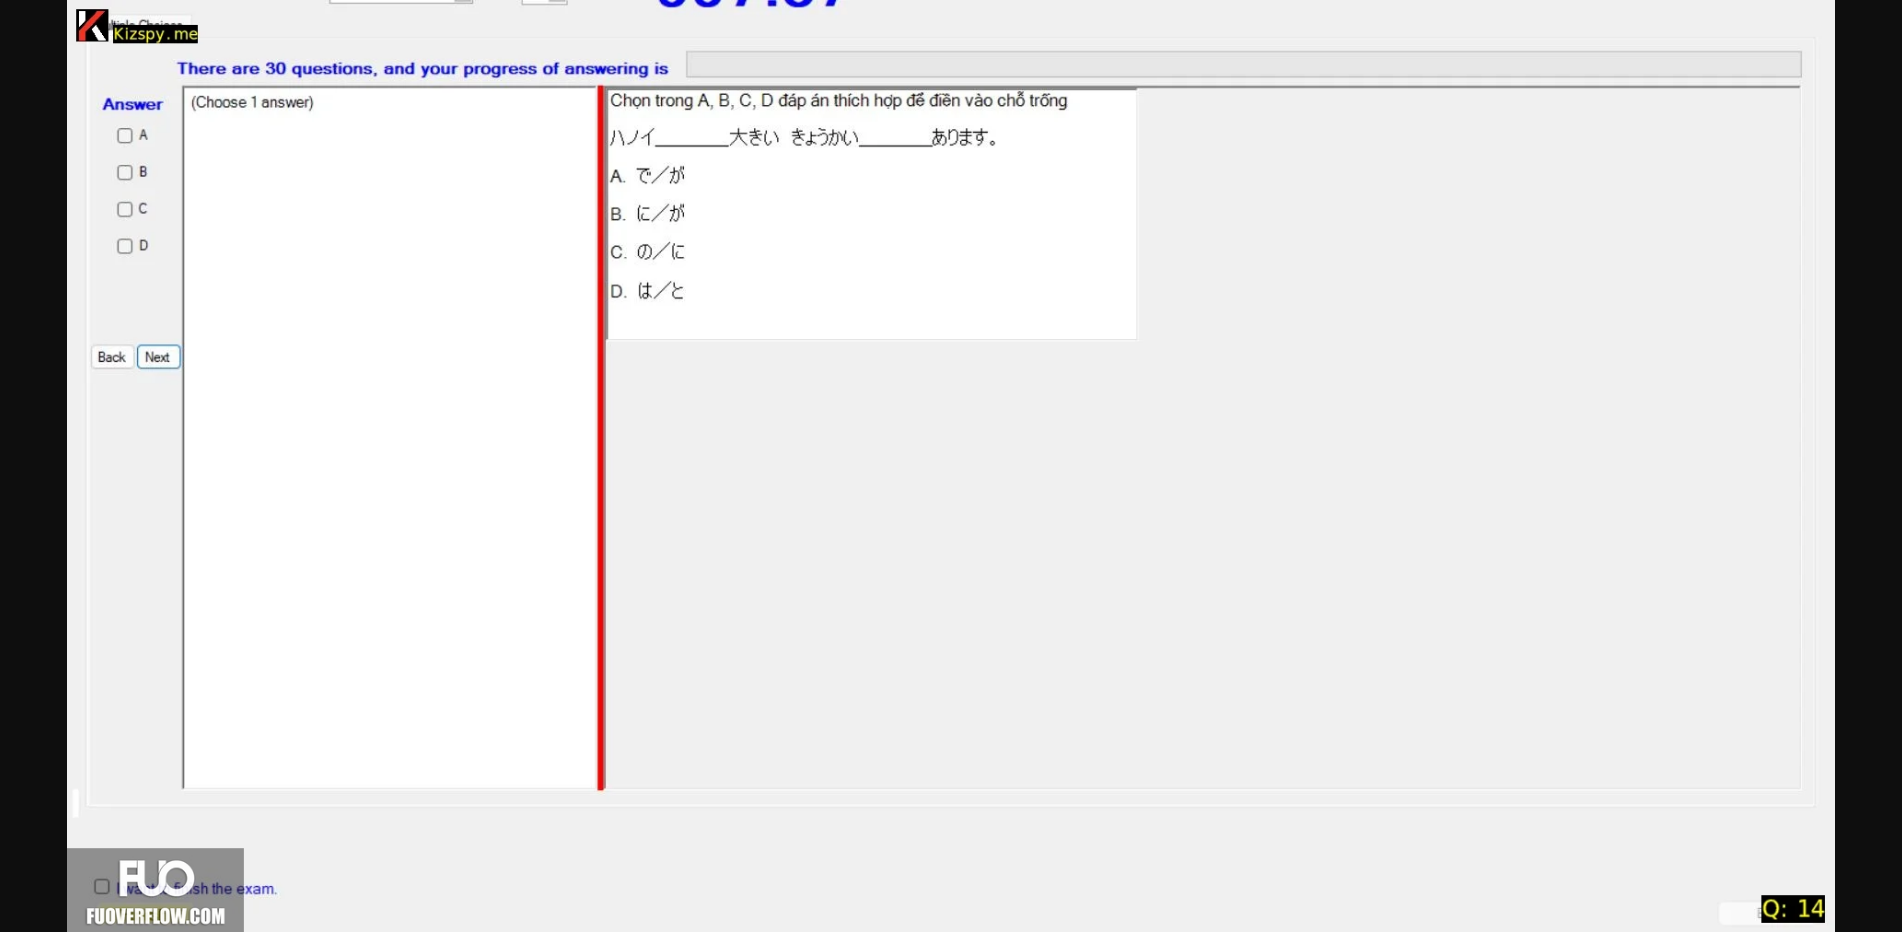 Kizspy.me
There are 30 questions, and your progress of answering is
Answer
(Choose 1 answer)
A
B
C
D
Back
Next
Chọn trong A, B, C, D đáp án thích hợp để điền vào chỗ trống
ハノイ________大きい きょうかい________あります。
A. で／が
B. に／が
C. の／に
D. は／と
FUO
finish the exam.
FUOVERFLOW.COM
Q: 14